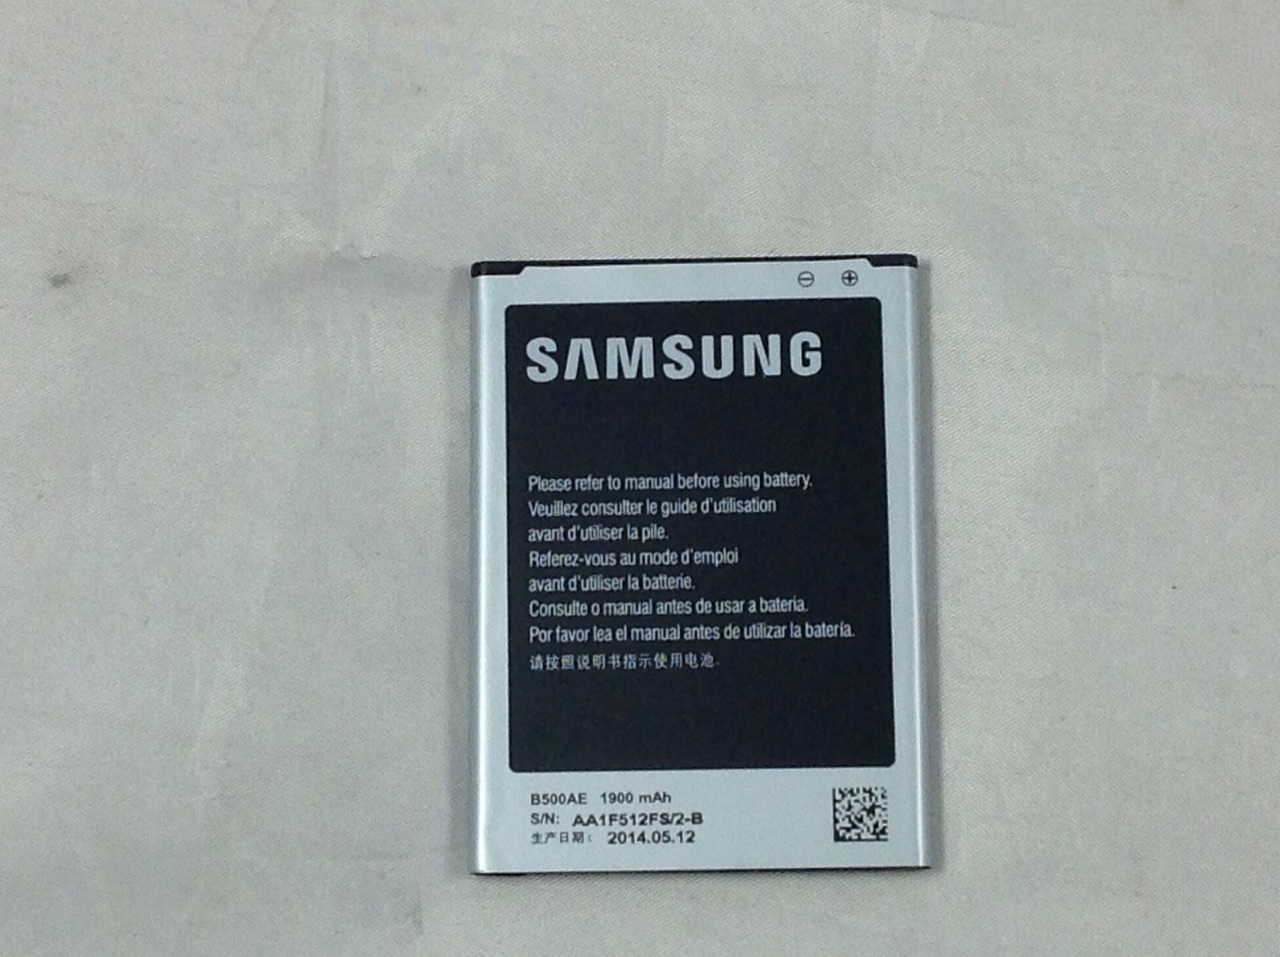 SAMSUNG
Please refer to manual before using battery.
Veuillez consulter le guide d'utilisation
avant d'utiliser la pile.
Referez-vous au mode d'emploi
avant d'utiliser la batterie.
Consulte o manual antes de usar a bateria.
Por favor lea el manual antes de utilizar la batería.
请按照说明书指示使用电池.
B500AE 1900 mAh
S/N: AA1F512FS/2-B
生产日期: 2014.05.12